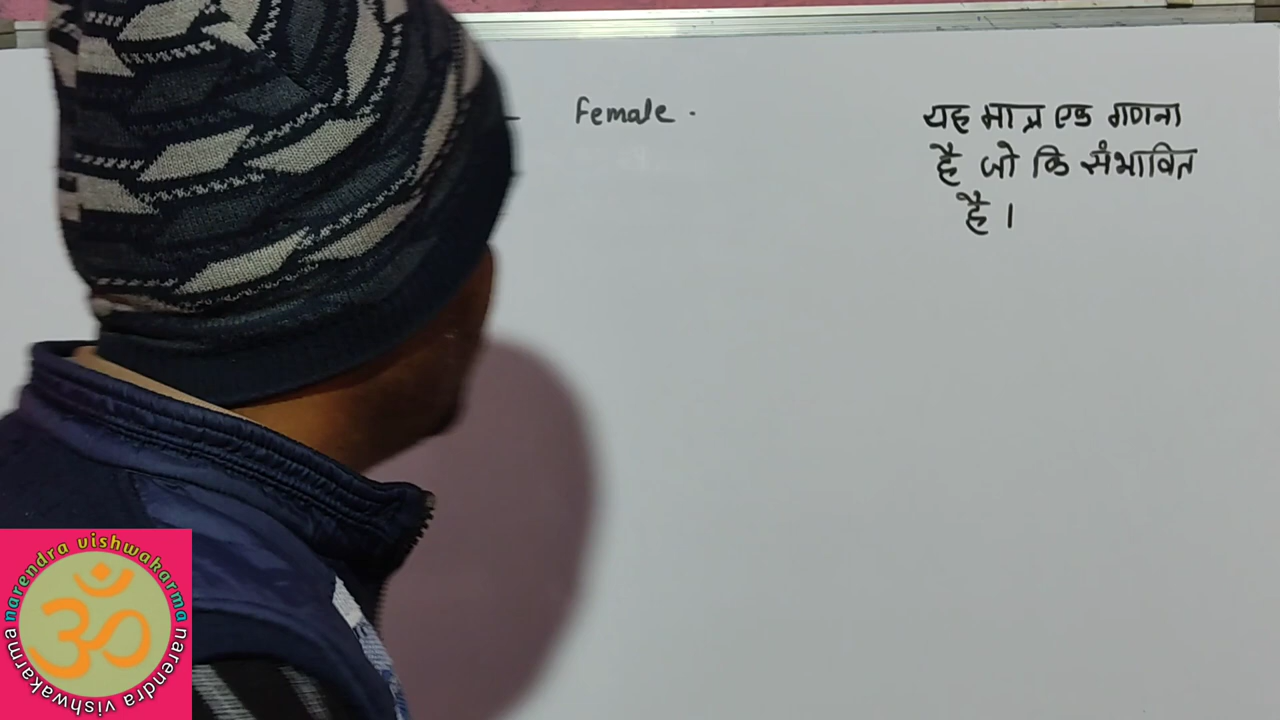 Female.
यह मात्र एक गणना
है जो कि संभावित
है।
narendra vishwakarma narendra vishwakarma
ॐ